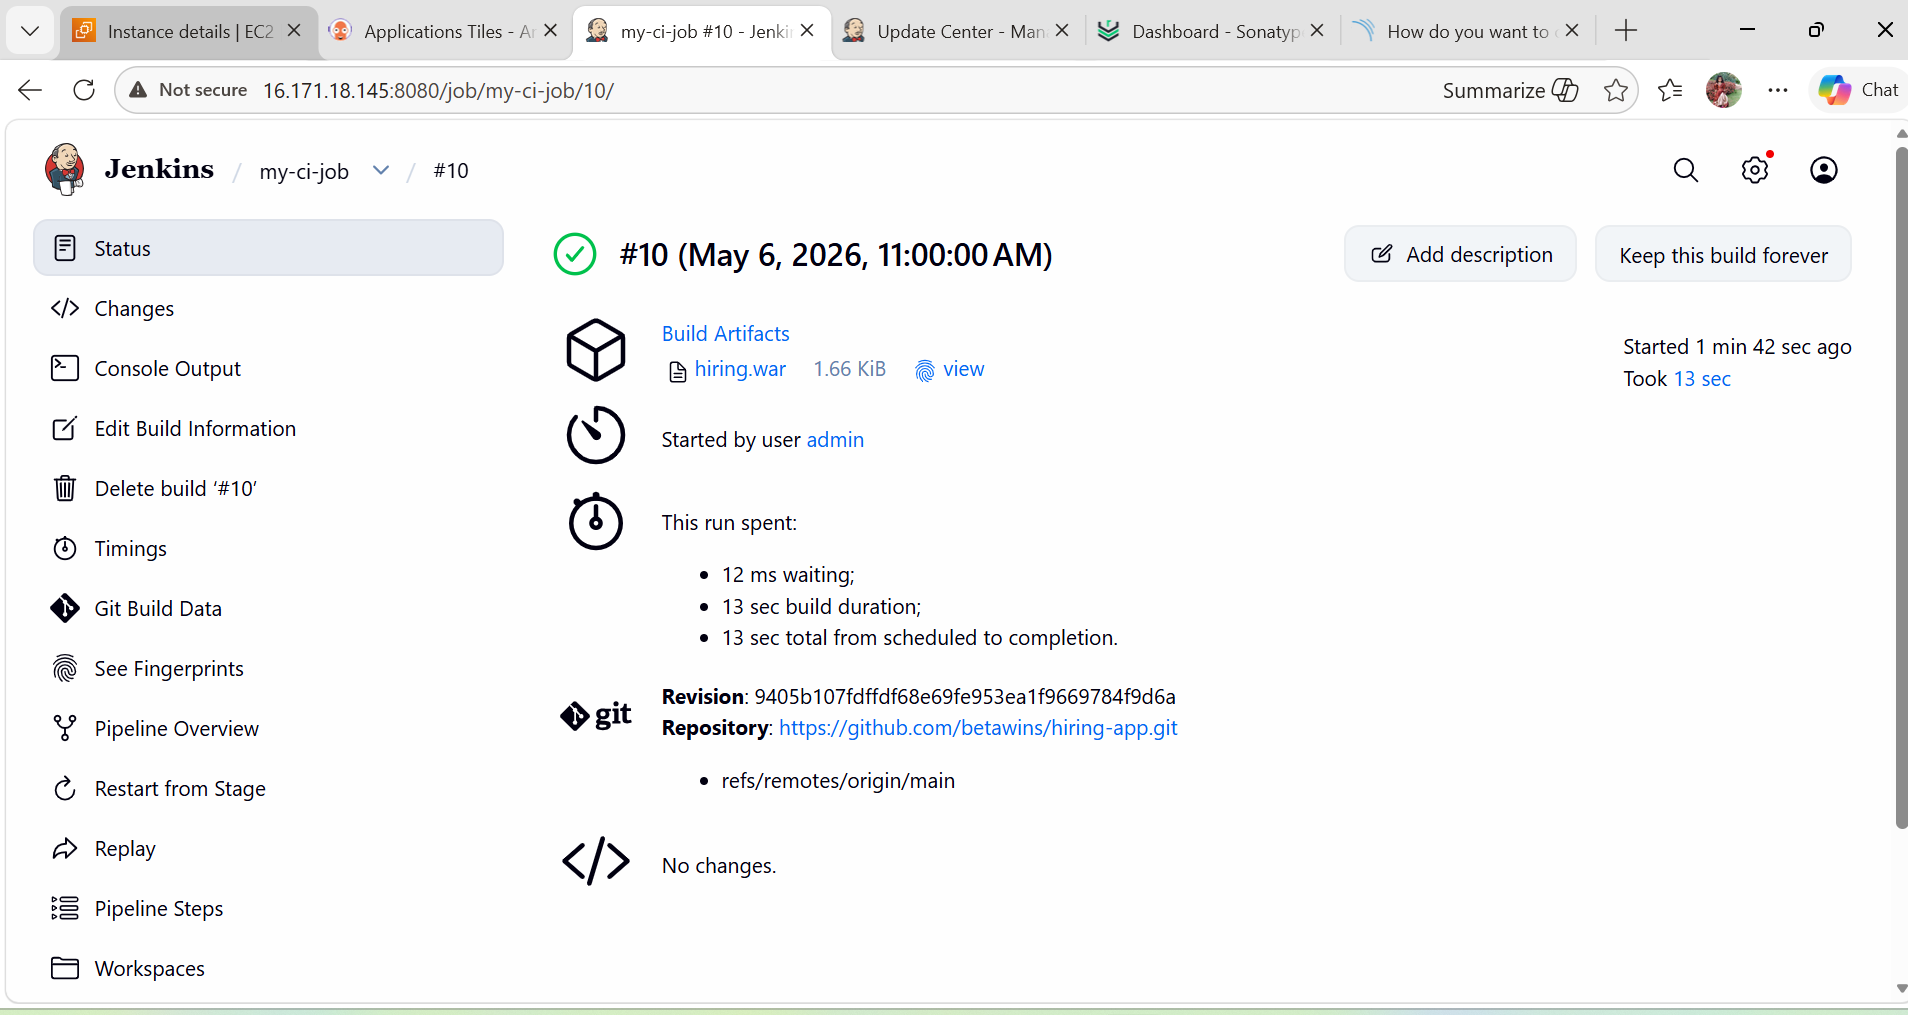 Instance details | EC2
Applications Tiles - Ar
my-ci-job #10 - Jenki
Update Center - Man
Dashboard - Sonatyp
How do you want to
Not secure 16.171.18.145:8080/job/my-ci-job/10/
Summarize
Chat
Jenkins / my-ci-job / #10
Status
Changes
Console Output
Edit Build Information
Delete build ‘#10’
Timings
Git Build Data
See Fingerprints
Pipeline Overview
Restart from Stage
Replay
Pipeline Steps
Workspaces
#10 (May 6, 2026, 11:00:00 AM)
Add description
Keep this build forever
Build Artifacts
hiring.war 1.66 KiB view
Started 1 min 42 sec ago
Took 13 sec
Started by user admin
This run spent:
12 ms waiting;
13 sec build duration;
13 sec total from scheduled to completion.
git
Revision: 9405b107fdffdf68e69fe953ea1f9669784f9d6a
Repository: https://github.com/betawins/hiring-app.git
refs/remotes/origin/main
No changes.